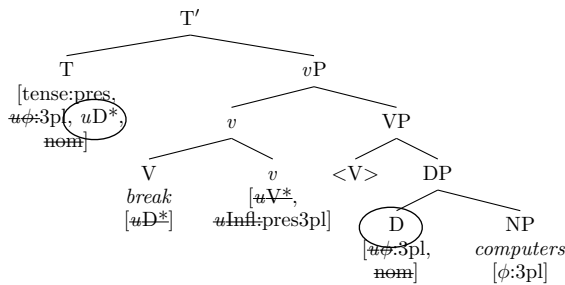 T′
T
vP
[tense:pres,
uϕ:3pl, uD*,
nom]
v
VP
V
v
<V>
DP
break
[uV*,
[uD*]
uInfl:pres3pl]
D
NP
[uϕ:3pl,
computers
nom]
[ϕ:3pl]